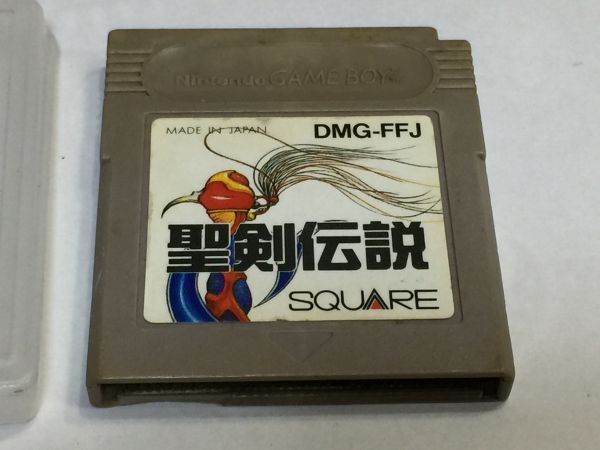 Nintendo GAME BOY
MADE IN JAPAN
DMG-FFJ
聖剣伝説
SQUARE